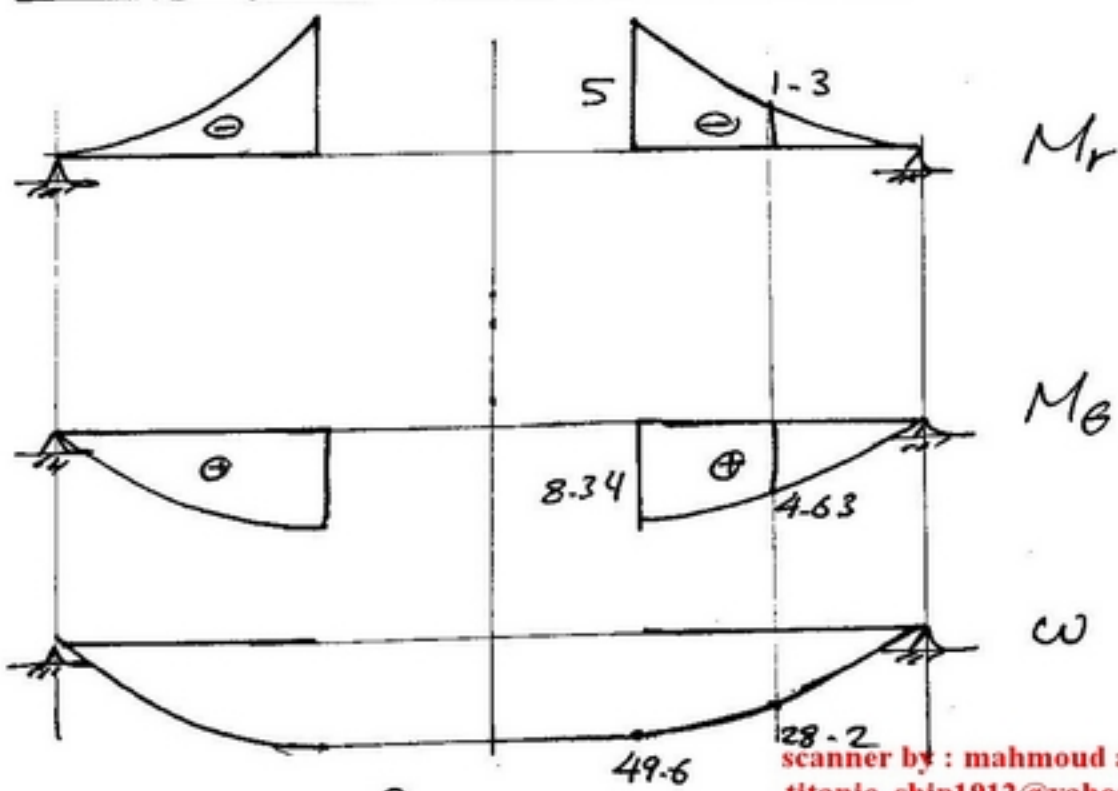 5
1-3
⊖
⊖
Mr
Mθ
⊕
⊕
8-34
4-63
ω
28-2
49-6
scanner by : mahmoud a